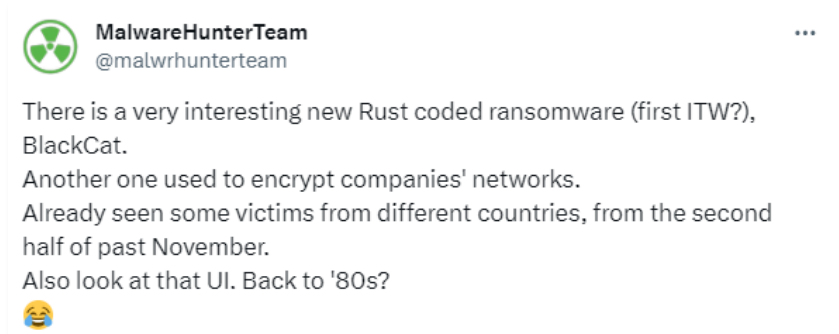 MalwareHunterTeam
@malwrhunterteam
There is a very interesting new Rust coded ransomware (first ITW?),
BlackCat.
Another one used to encrypt companies' networks.
Already seen some victims from different countries, from the second
half of past November.
Also look at that UI. Back to '80s?
😂